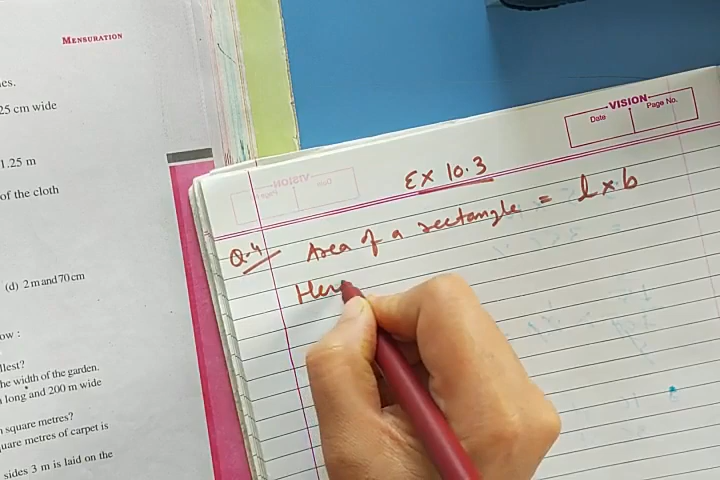 MENSURATION
es.
25 cm wide
1.25 m
of the cloth
(d) 2 m and 70 cm
ow :
llest?
he width of the garden.
long and 200 m wide
n square metres?
uare metres of carpet is
sides 3 m is laid on the
VISION
Date
Page No.
Ex 10.3
Q.4 Area of a rectangle = l × b
Her